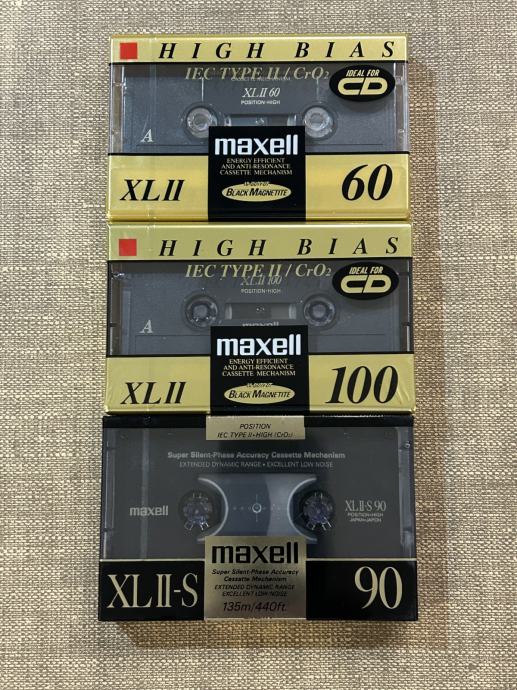 HIGH BIAS
IEC TYPE II / CrO2
IDEAL FOR
CD
XLII 60
POSITION•HIGH
A
maxell
ENERGY EFFICIENT
AND ANTI-RESONANCE
CASSETTE MECHANISM
BLACK MAGNETITE
XLII
60
HIGH BIAS
IEC TYPE II / CrO2
IDEAL FOR
CD
XLII 100
POSITION•HIGH
A
maxell
maxell
ENERGY EFFICIENT
AND ANTI-RESONANCE
CASSETTE MECHANISM
BLACK MAGNETITE
XLII
100
POSITION
IEC TYPE II • HIGH (CrO2)
Super Silent-Phase Accuracy Cassette Mechanism
EXTENDED DYNAMIC RANGE • EXCELLENT LOW NOISE
maxell
XLII-S 90
POSITION•HIGH
JAPAN•JAPON
maxell
Super Silent-Phase Accuracy
Cassette Mechanism
EXTENDED DYNAMIC RANGE
EXCELLENT LOW NOISE
135m/440ft.
XLII-S
90